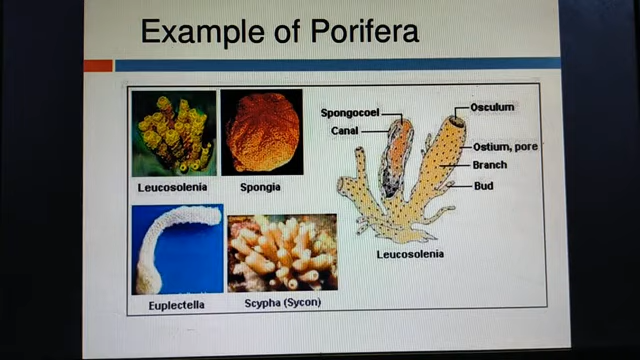 Example of Porifera
Leucosolenia
Spongia
Euplectella
Scypha (Sycon)
Spongocoel
Canal
Osculum
Ostium, pore
Branch
Bud
Leucosolenia